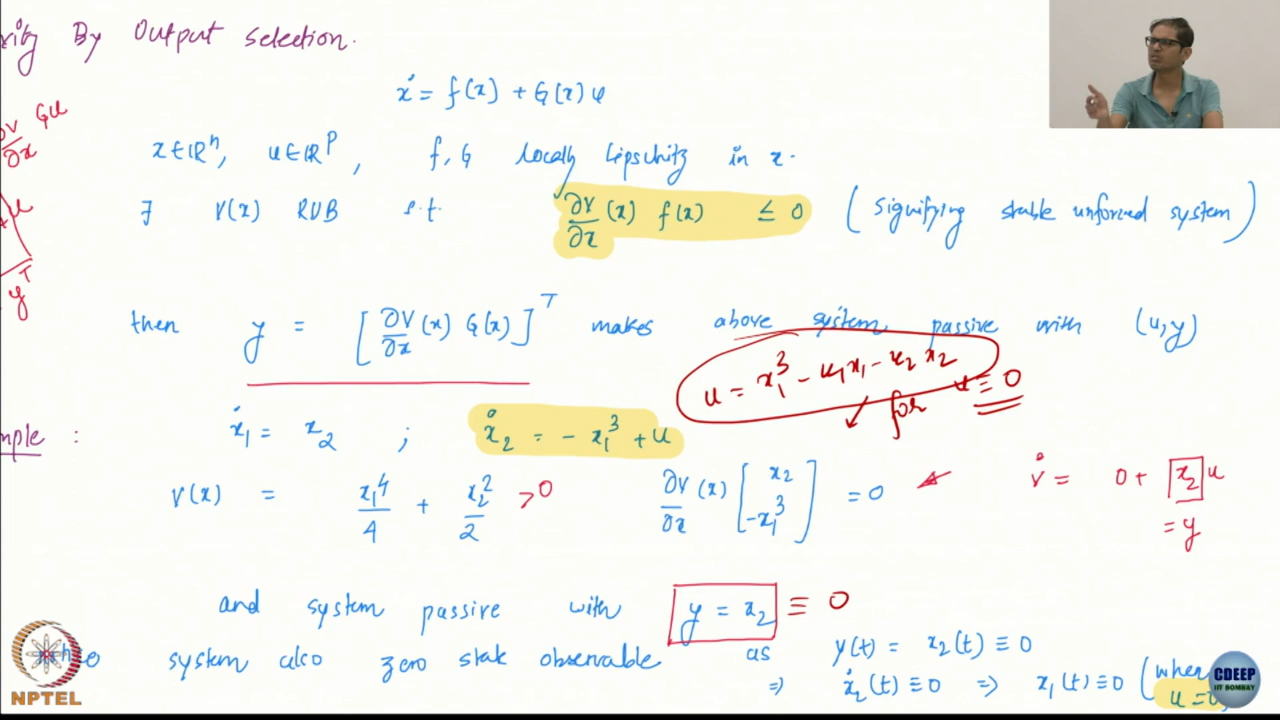 By Output Selection.
ẋ = f(x) + G(x)u
∂V/∂x Gu
x∈ℝⁿ, u∈ℝᵖ, f, G locally Lipschitz in x.
∃ V(x) RUB s.t. ∂V/∂x (x) f(x) ≤ 0 (signifying stable unforced system)
yᵀ
then y = [∂V/∂x (x) G(x)]ᵀ makes above system passive with (u,y)
u = x₁³ - k₁x₁ - k₂x₂
for u ≡ 0
ẋ₁ = x₂ ; ẋ₂ = -x₁³ + u
V(x) = x₁⁴/4 + x₂²/2 >0 ∂V/∂x (x) [x₂ -x₁³] = 0 V̇ = 0 + x₂ u
= y
and system passive with y = x₂ ≡ 0
system also zero state observable as y(t) = x₂(t) ≡ 0
⇒ ẋ₂(t) ≡ 0 ⇒ x₁(t) ≡ 0 (when
u = 0
NPTEL
CDEEP
IIT BOMBAY